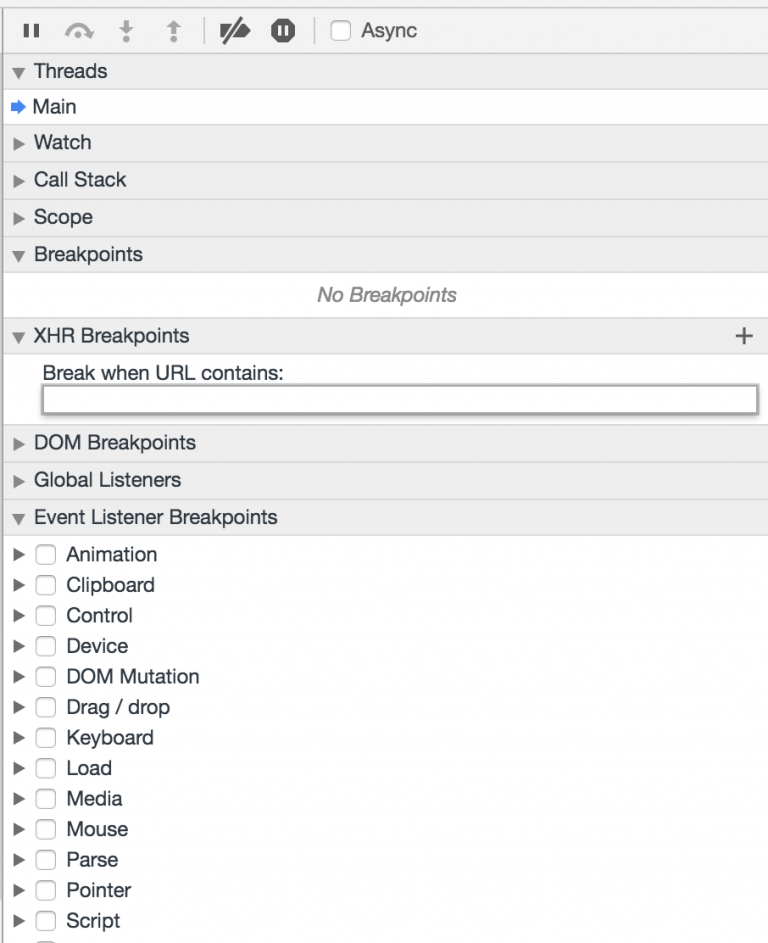 Async
Threads
Main
Watch
Call Stack
Scope
Breakpoints
No Breakpoints
XHR Breakpoints
Break when URL contains:
DOM Breakpoints
Global Listeners
Event Listener Breakpoints
Animation
Clipboard
Control
Device
DOM Mutation
Drag / drop
Keyboard
Load
Media
Mouse
Parse
Pointer
Script